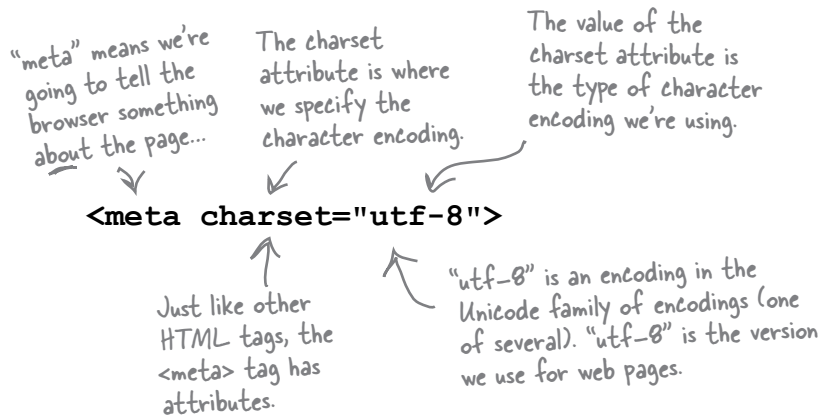 “meta” means we’re
going to tell the
browser something
about the page...
The charset
attribute is where
we specify the
character encoding.
The value of the
charset attribute is
the type of character
encoding we’re using.
<meta charset="utf-8">
Just like other
HTML tags, the
<meta> tag has
attributes.
“utf-8” is an encoding in the
Unicode family of encodings (one
of several). “utf-8” is the version
we use for web pages.